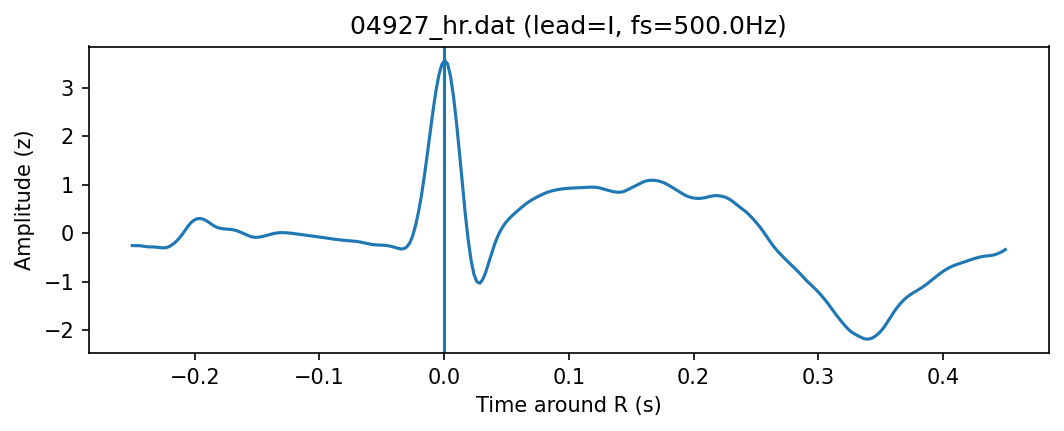 04927_hr.dat (lead=I, fs=500.0Hz)
Amplitude (z)
3
2
1
0
−1
−2
−0.2 −0.1 0.0 0.1 0.2 0.3 0.4
Time around R (s)